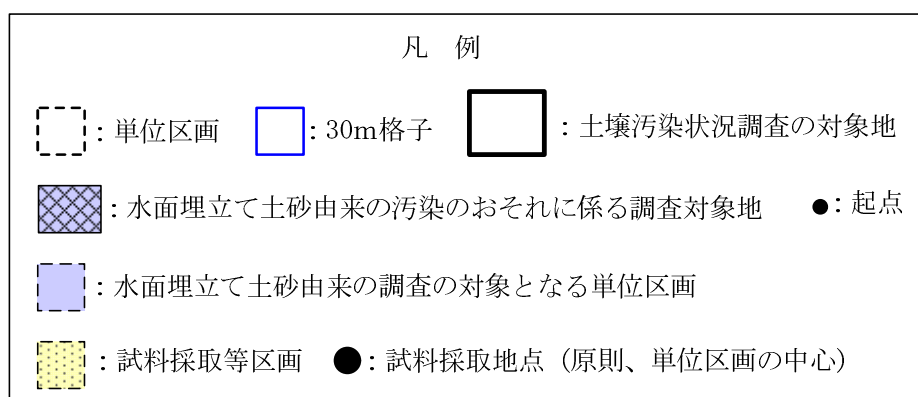 凡 例
：単位区画 ：30m格子 ：土壌汚染状況調査の対象地
：水面埋立て土砂由来の汚染のおそれに係る調査対象地 ●：起点
：水面埋立て土砂由来の調査の対象となる単位区画
：試料採取等区画 ●：試料採取地点（原則、単位区画の中心）